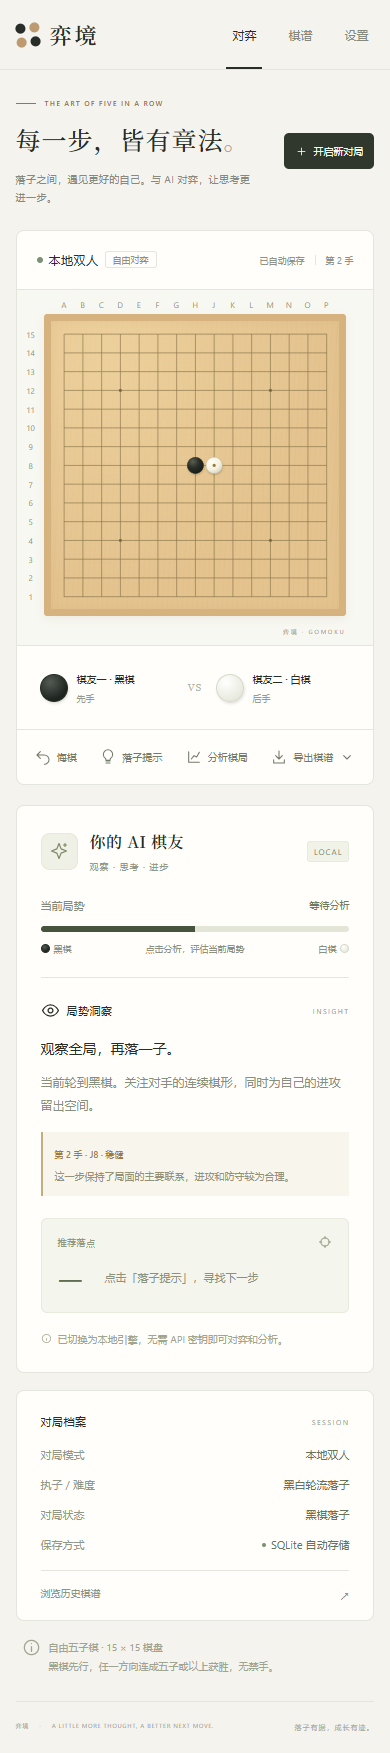 弈境
对弈 棋谱 设置
THE ART OF FIVE IN A ROW
每一步，皆有章法。
+ 开启新对局
落子之间，遇见更好的自己。与 AI 对弈，让思考更
进一步。
本地双人 自由对弈 已自动保存 第 2 手
A B C D E F G H J K L M N O P
15
14
13
12
11
10
9
8
7
6
5
4
3
2
1
弈境 · GOMOKU
棋友一 · 黑棋
先手
VS
棋友二 · 白棋
后手
悔棋 落子提示 分析棋局 导出棋谱
你的 AI 棋友
观察 · 思考 · 进步
LOCAL
当前局势 等待分析
黑棋 点击分析，评估当前局势 白棋
局势洞察 INSIGHT
观察全局，再落一子。
当前轮到黑棋。关注对手的连续棋形，同时为自己的进攻
留出空间。
第 2 手 · J8 · 稳健
这一步保持了局面的主要联系，进攻和防守较为合理。
推荐落点
— 点击「落子提示」，寻找下一步
已切换为本地引擎，无需 API 密钥即可对弈和分析。
对局档案 SESSION
对局模式 本地双人
执子 / 难度 黑白轮流落子
对局状态 黑棋落子
保存方式 SQLite 自动存储
浏览历史棋谱 ↗
自由五子棋 · 15 × 15 棋盘
黑棋先行，任一方向连成五子或以上获胜，无禁手。
弈境 · A LITTLE MORE THOUGHT, A BETTER NEXT MOVE. 落子有据，成长有迹。